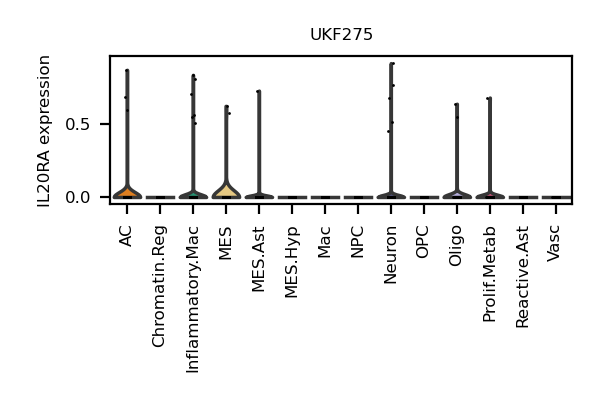 UKF275
IL20RA expression
0.5
0.0
AC
Chromatin.Reg
Inflammatory.Mac
MES
MES.Ast
MES.Hyp
Mac
NPC
Neuron
OPC
Oligo
Prolif.Metab
Reactive.Ast
Vasc